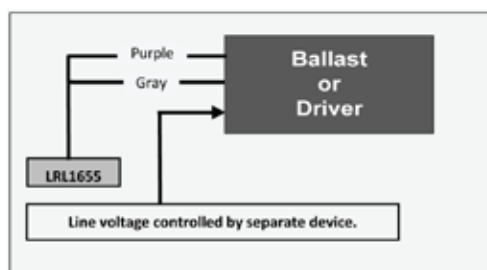 Purple
Gray
Ballast
or
Driver
LRL1655
Line voltage controlled by separate device.